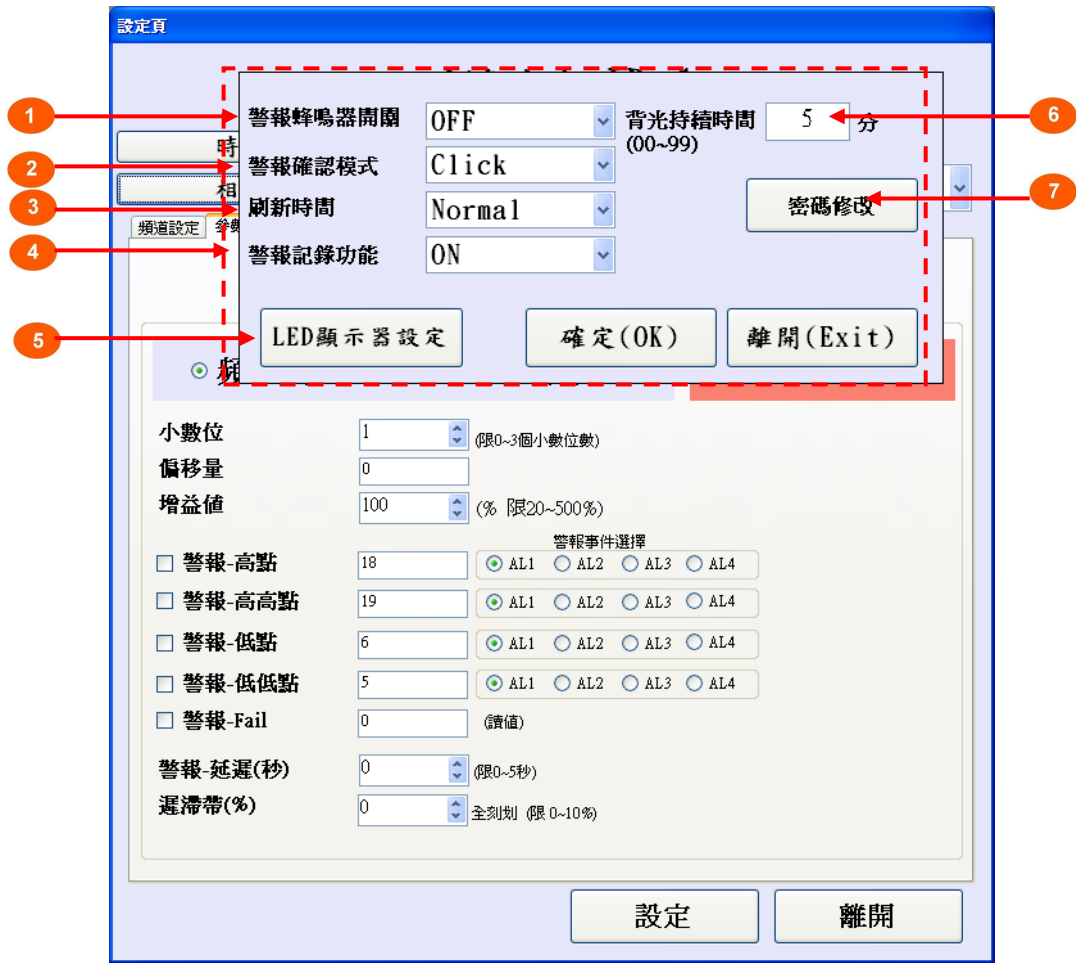 設定頁
1
警報蜂鳴器開關 OFF 背光持續時間 5 分 6
(00~99)
時
2
警報確認模式 Click
相
密碼修改 7
3
刷新時間 Normal
頻道設定 參數
4
警報記錄功能 ON
5
LED顯示器設定 確定(OK) 離開(Exit)
頻
小數位 1 (限0~3個小數位數)
偏移量 0
增益值 100 (% 限20~500%)
警報事件選擇
警報-高點 18 AL1 AL2 AL3 AL4
警報-高高點 19 AL1 AL2 AL3 AL4
警報-低點 6 AL1 AL2 AL3 AL4
警報-低低點 5 AL1 AL2 AL3 AL4
警報-Fail 0 (讀值)
警報-延遲(秒) 0 (限0~5秒)
遲滯帶(%) 0 全刻划 (限 0~10%)
設定 離開